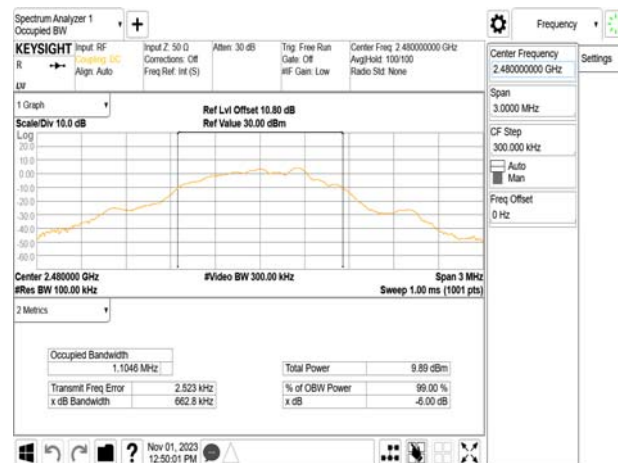 Spectrum Analyzer 1
Occupied BW
Frequency
KEYSIGHT
R
LVI
Input: RF
Coupling: DC
Align: Auto
Input Z: 50 Ω
Corrections: Off
Freq Ref: Int (S)
Atten: 30 dB
Trig: Free Run
Gate: Off
#IF Gain: Low
Center Freq: 2.480000000 GHz
Avg|Hold: 100/100
Radio Std: None
Center Frequency
2.480000000 GHz
Settings
Span
3.0000 MHz
CF Step
300.000 kHz
Auto
Man
Freq Offset
0 Hz
1 Graph
Scale/Div 10.0 dB
Ref Lvl Offset 10.80 dB
Ref Value 30.00 dBm
Log
20.0
10.0
0.00
-10.0
-20.0
-30.0
-40.0
-50.0
-60.0
Center 2.480000 GHz
#Res BW 100.00 kHz
#Video BW 300.00 kHz
Span 3 MHz
Sweep 1.00 ms (1001 pts)
2 Metrics
Occupied Bandwidth
1.1046 MHz
Total Power 9.89 dBm
Transmit Freq Error 2.523 kHz
% of OBW Power 99.00 %
x dB Bandwidth 662.8 kHz
x dB -6.00 dB
?
Nov 01, 2023
12:50:01 PM